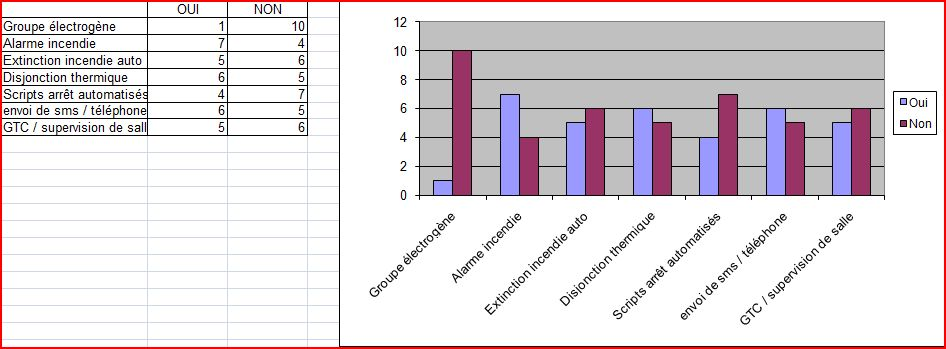 OUI NON
Groupe électrogène 1 10
Alarme incendie 7 4
Extinction incendie auto 5 6
Disjonction thermique 6 5
Scripts arrêt automatisés 4 7
envoi de sms / téléphone 6 5
GTC / supervision de sall 5 6
12
10
8
6
4
2
0
Groupe électrogène
Alarme incendie
Extinction incendie auto
Disjonction thermique
Scripts arrêt automatisés
envoi de sms / téléphone
GTC / supervision de salle
Oui
Non